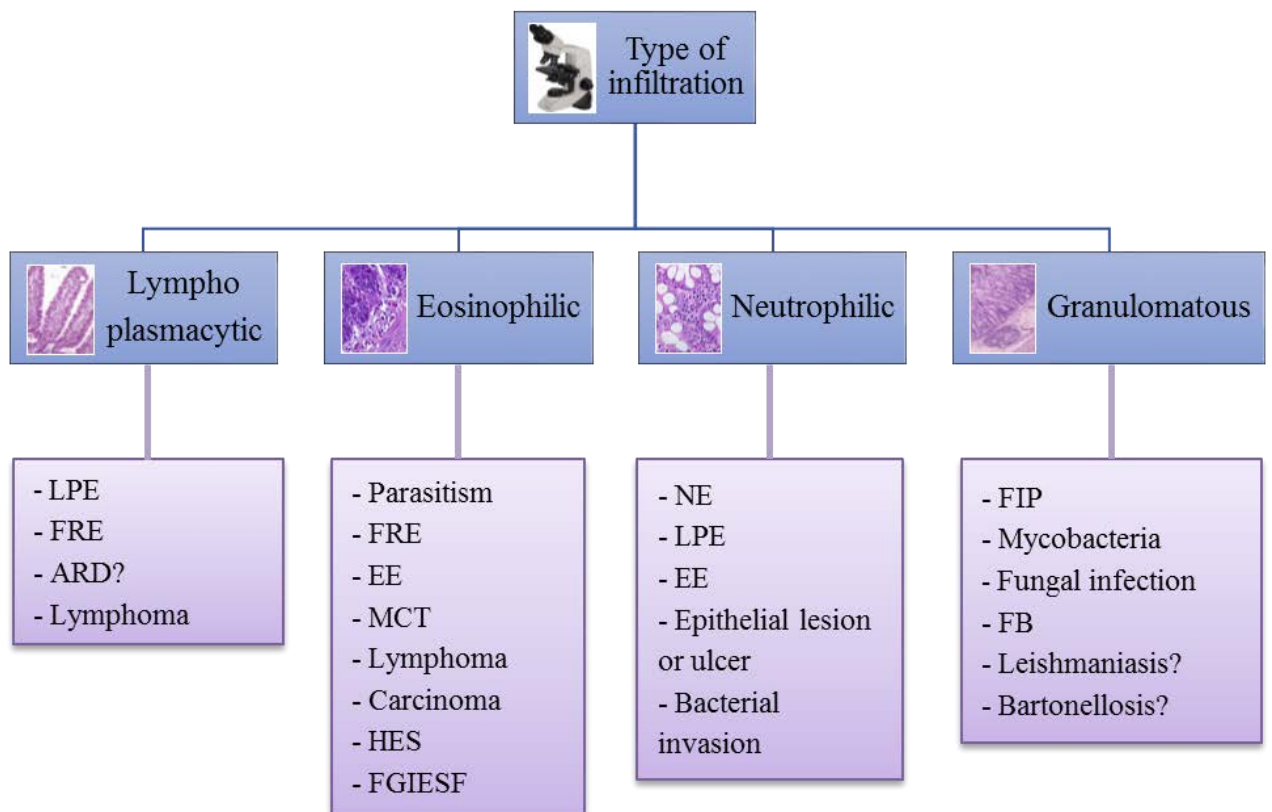 Type of
infiltration
Lympho
plasmacytic
Eosinophilic
Neutrophilic
Granulomatous
- LPE
- FRE
- ARD?
- Lymphoma
- Parasitism
- FRE
- EE
- MCT
- Lymphoma
- Carcinoma
- HES
- FGIESF
- NE
- LPE
- EE
- Epithelial lesion
or ulcer
- Bacterial
invasion
- FIP
- Mycobacteria
- Fungal infection
- FB
- Leishmaniasis?
- Bartonellosis?